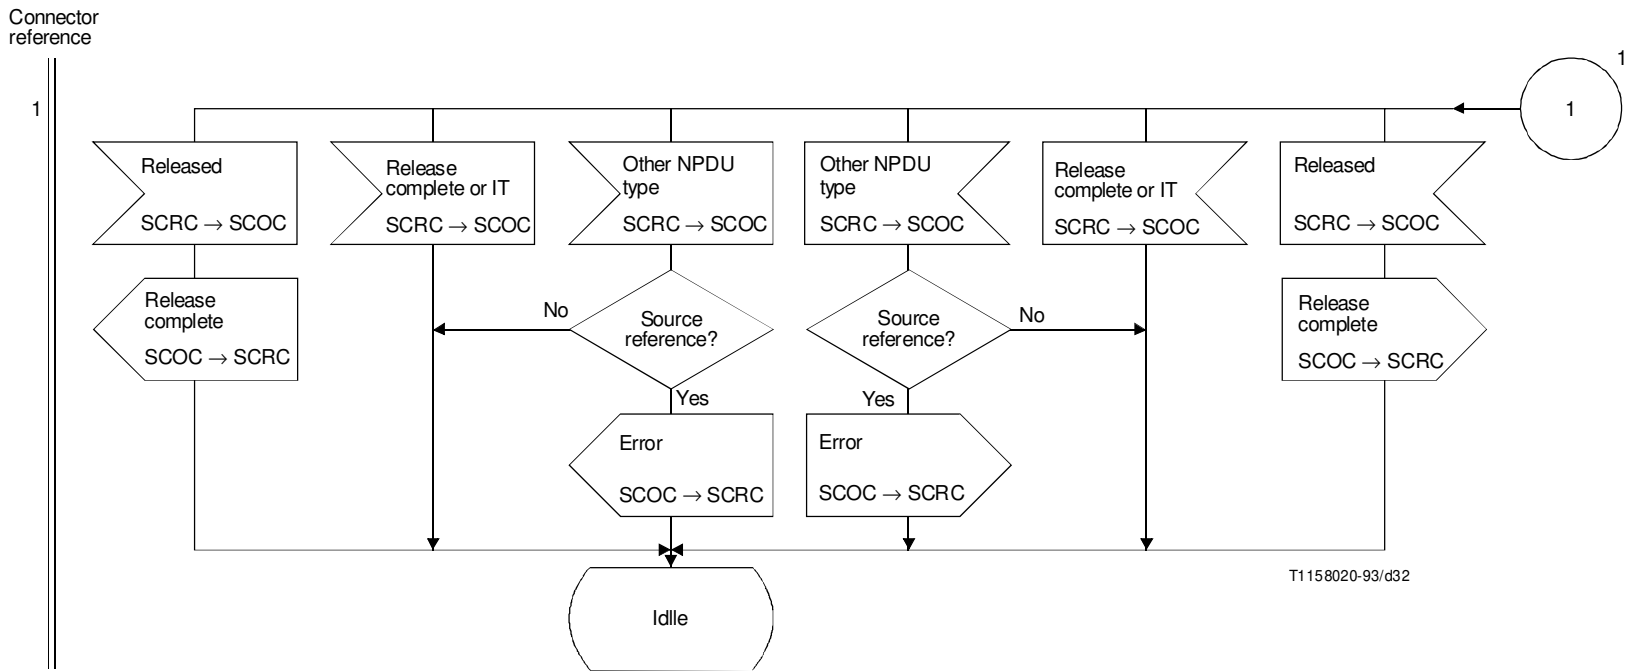 Connector
reference
1
1
1
Released
SCRC → SCOC
Release
complete or IT
SCRC → SCOC
Other NPDU
type
SCRC → SCOC
Other NPDU
type
SCRC → SCOC
Release
complete or IT
SCRC → SCOC
Released
SCRC → SCOC
Release
complete
SCOC → SCRC
No
Source
reference?
Yes
Source
reference?
No
Yes
Release
complete
SCOC → SCRC
Error
SCOC → SCRC
Error
SCOC → SCRC
T1158020-93/d32
Idlle